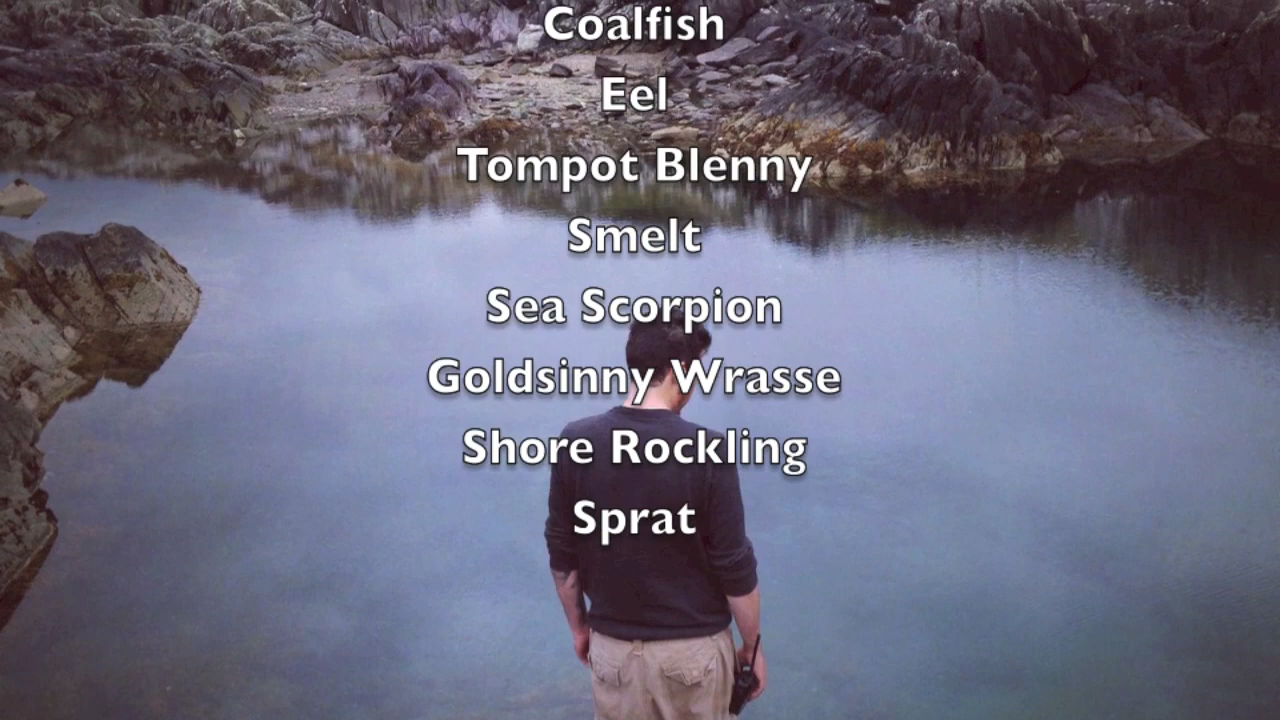 Coalfish
Eel
Tompot Blenny
Smelt
Sea Scorpion
Goldsinny Wrasse
Shore Rockling
Sprat